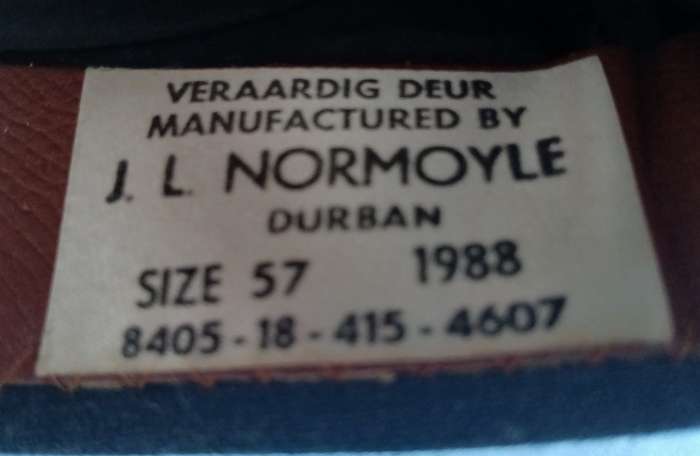 VERAARDIG DEUR
MANUFACTURED BY
J. L. NORMOYLE
DURBAN
SIZE 57 1988
8405-18-415-4607